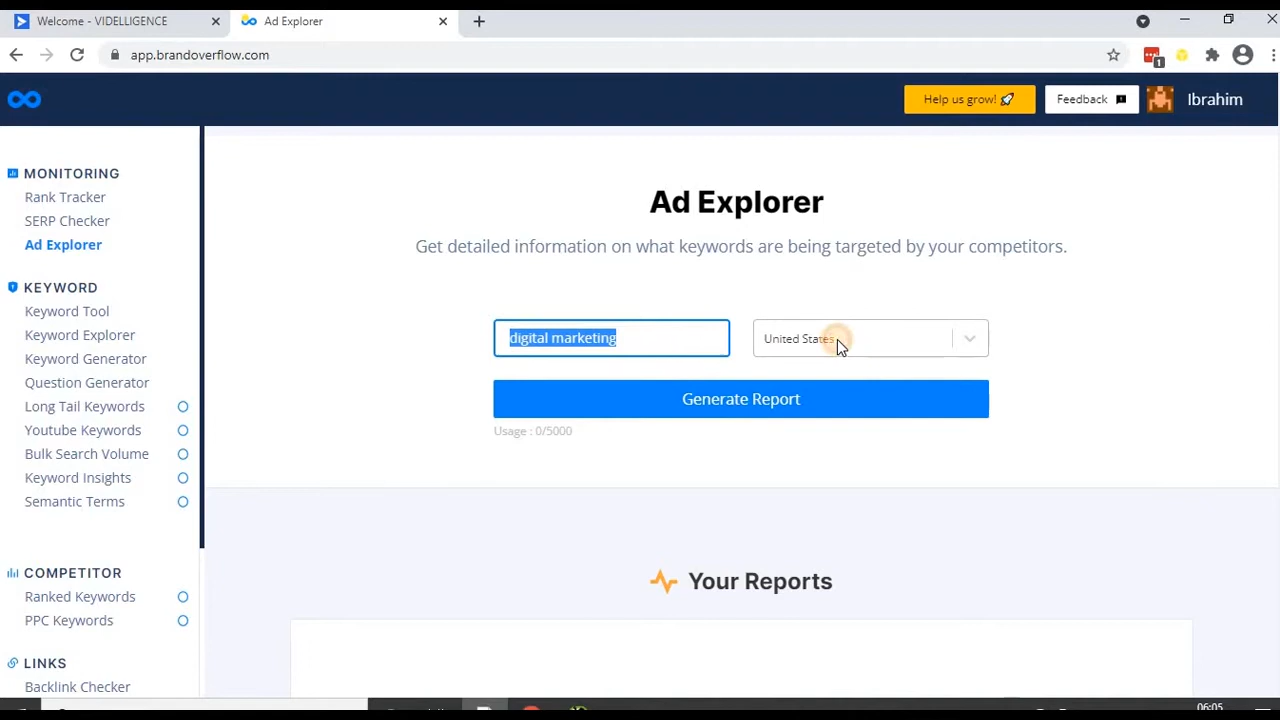 Welcome - VIDELLIGENCE
Ad Explorer
app.brandoverflow.com
1
Help us grow!
Feedback
Ibrahim
MONITORING
Rank Tracker
SERP Checker
Ad Explorer
KEYWORD
Keyword Tool
Keyword Explorer
Keyword Generator
Question Generator
Long Tail Keywords
Youtube Keywords
Bulk Search Volume
Keyword Insights
Semantic Terms
COMPETITOR
Ranked Keywords
PPC Keywords
LINKS
Backlink Checker
Ad Explorer
Get detailed information on what keywords are being targeted by your competitors.
digital marketing
United States
Generate Report
Usage : 0/5000
Your Reports
06:05